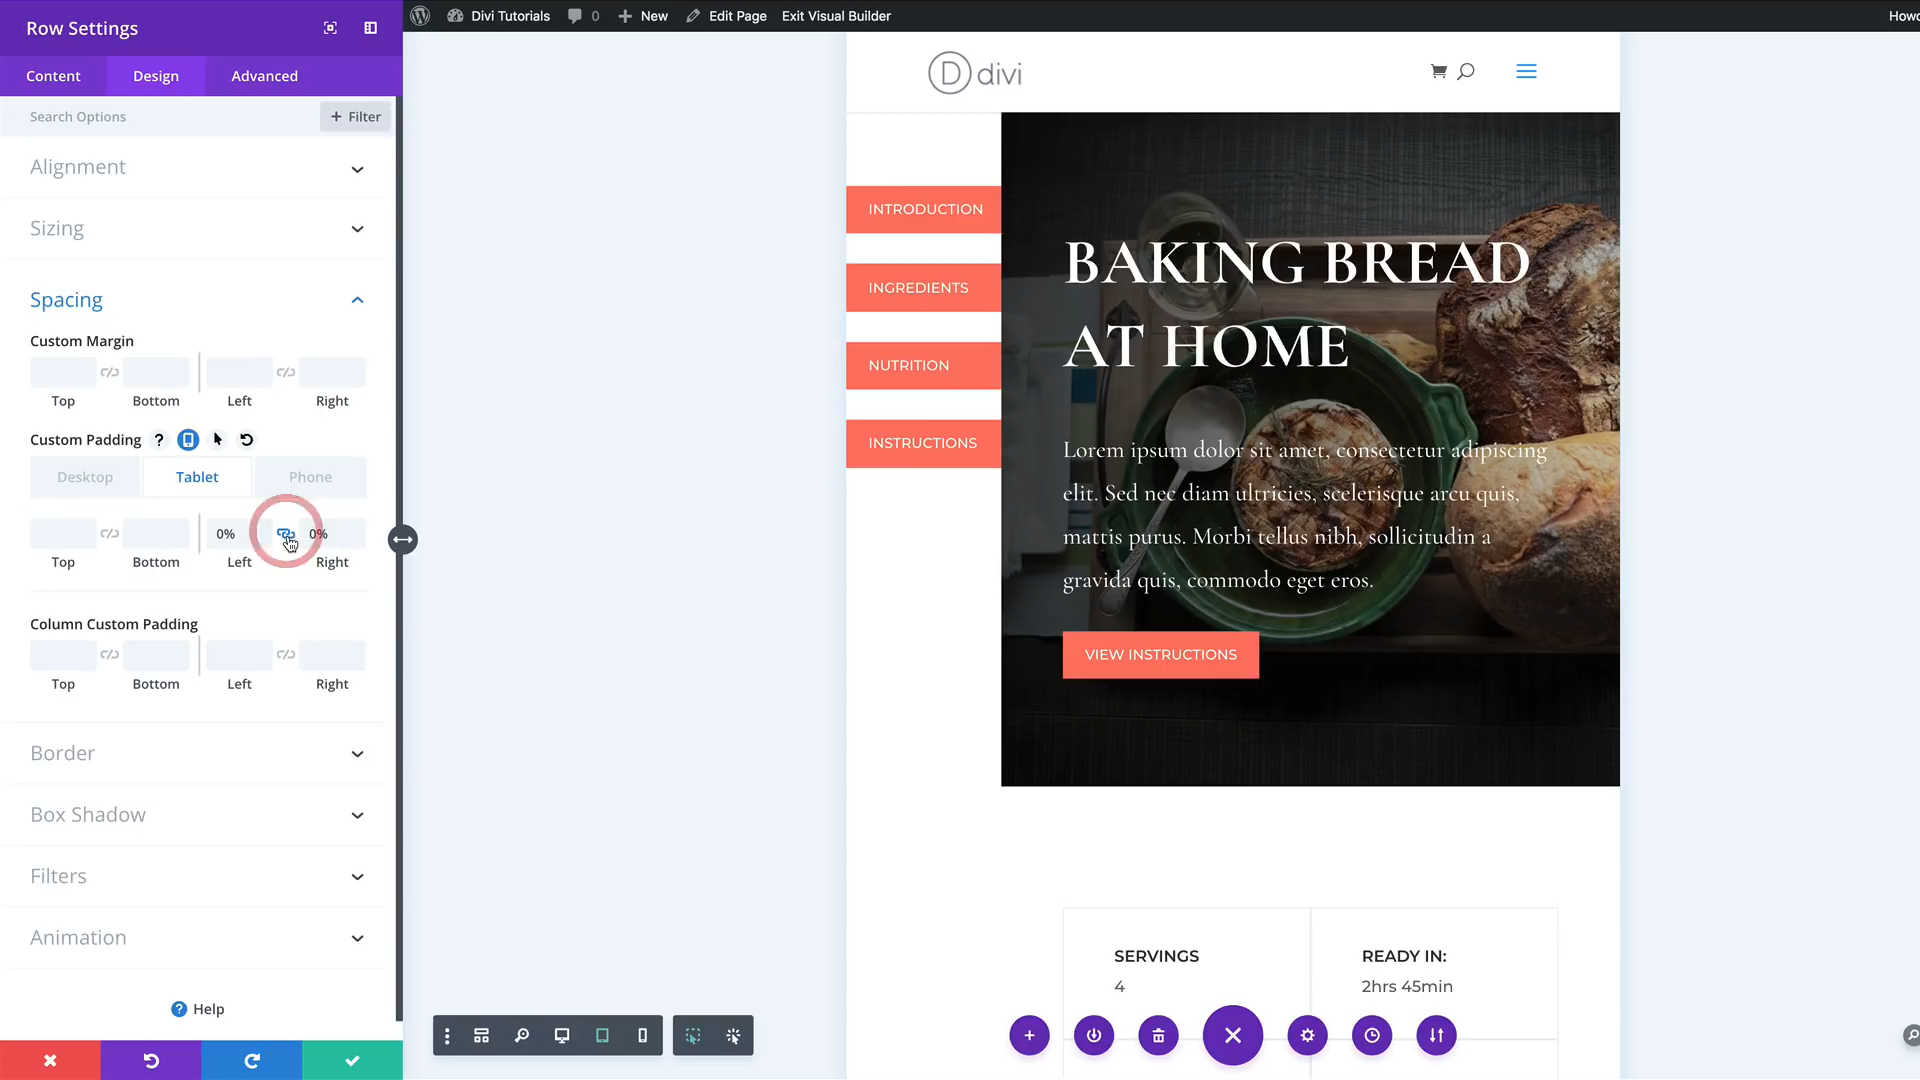 Row Settings
Divi Tutorials
0
New
Edit Page
Exit Visual Builder
Howd
Content
Design
Advanced
Search Options
+ Filter
D divi
Alignment
Sizing
Spacing
Custom Margin
Top
Bottom
Left
Right
Custom Padding ?
Desktop
Tablet
Phone
0%
0%
Top
Bottom
Left
Right
Column Custom Padding
Top
Bottom
Left
Right
Border
Box Shadow
Filters
Animation
? Help
INTRODUCTION
INGREDIENTS
NUTRITION
INSTRUCTIONS
BAKING BREAD
AT HOME
Lorem ipsum dolor sit amet, consectetur adipiscing
elit. Sed nec diam ultricies, scelerisque arcu quis,
mattis purus. Morbi tellus nibh, sollicitudin a
gravida quis, commodo eget eros.
VIEW INSTRUCTIONS
SERVINGS
4
READY IN:
2hrs 45min